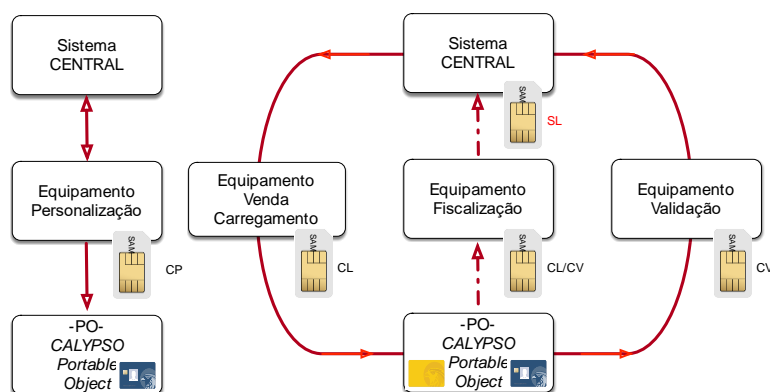 Sistema
CENTRAL
Equipamento
Personalização
SAM
CP
-PO-
CALYPSO
Portable
Object
Sistema
CENTRAL
SAM
SL
Equipamento
Venda
Carregamento
SAM
CL
Equipamento
Fiscalização
SAM
CL/CV
Equipamento
Validação
SAM
CV
-PO-
CALYPSO
Portable
Object